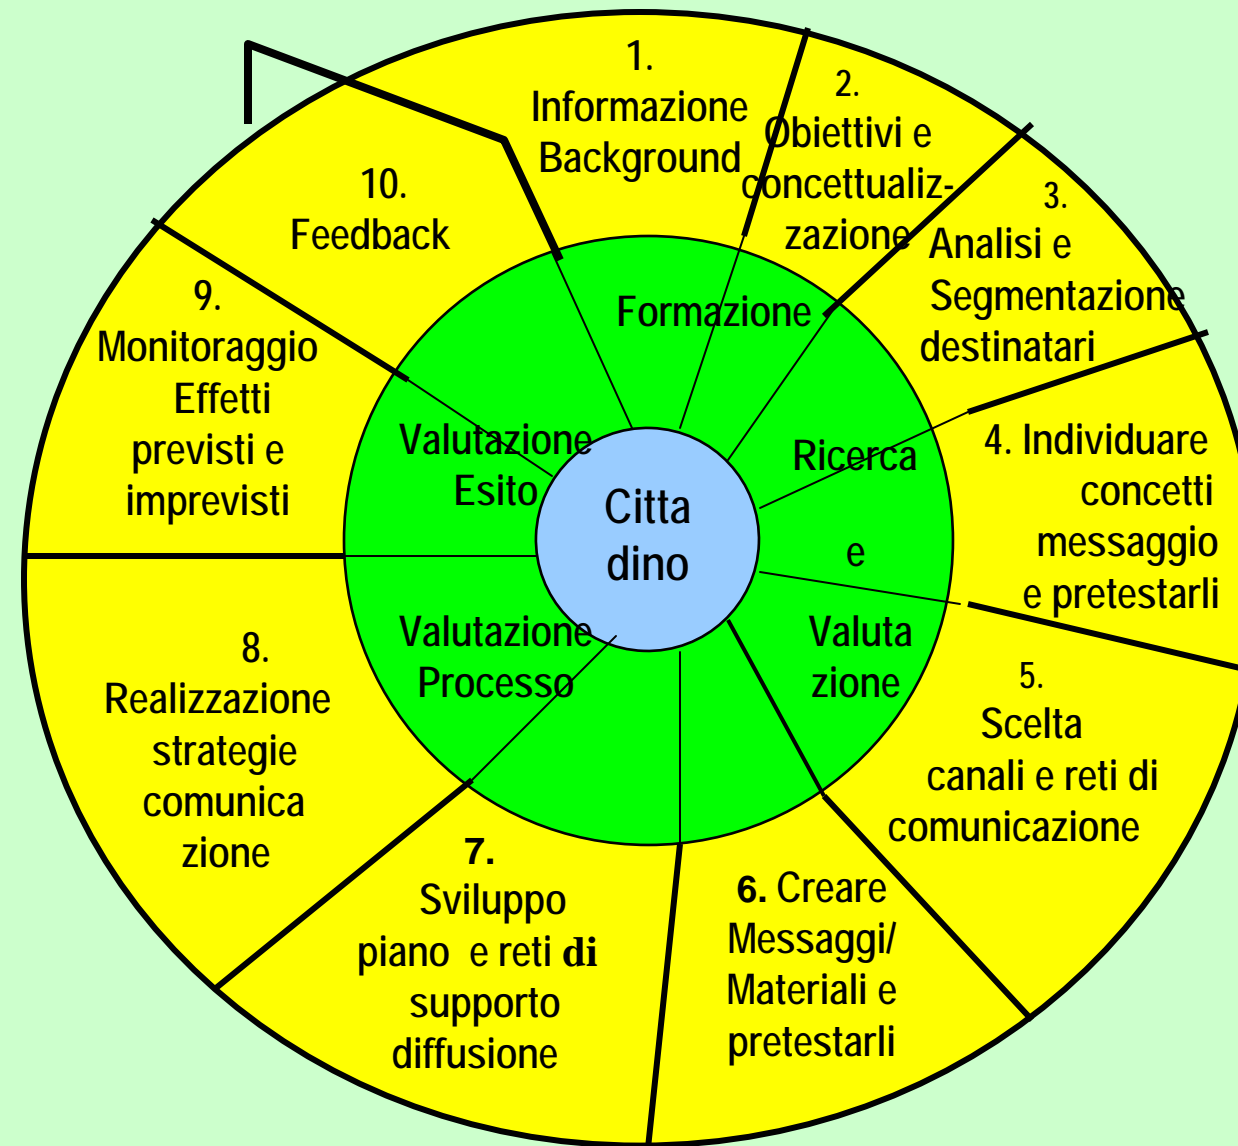 1.
Informazione
Background
2.
Obiettivi e
concettualiz-
zazione
3.
Analisi e
Segmentazione
destinatari
4. Individuare
concetti
messaggio
e pretestarli
5.
Scelta
canali e reti di
comunicazione
6. Creare
Messaggi/
Materiali e
pretestarli
7.
Sviluppo
piano e reti di
supporto
diffusione
8.
Realizzazione
strategie
comunica
zione
9.
Monitoraggio
Effetti
previsti e
imprevisti
10.
Feedback
Formazione
Ricerca
e
Valuta
zione
Valutazione
Processo
Valutazione
Esito
Citta
dino